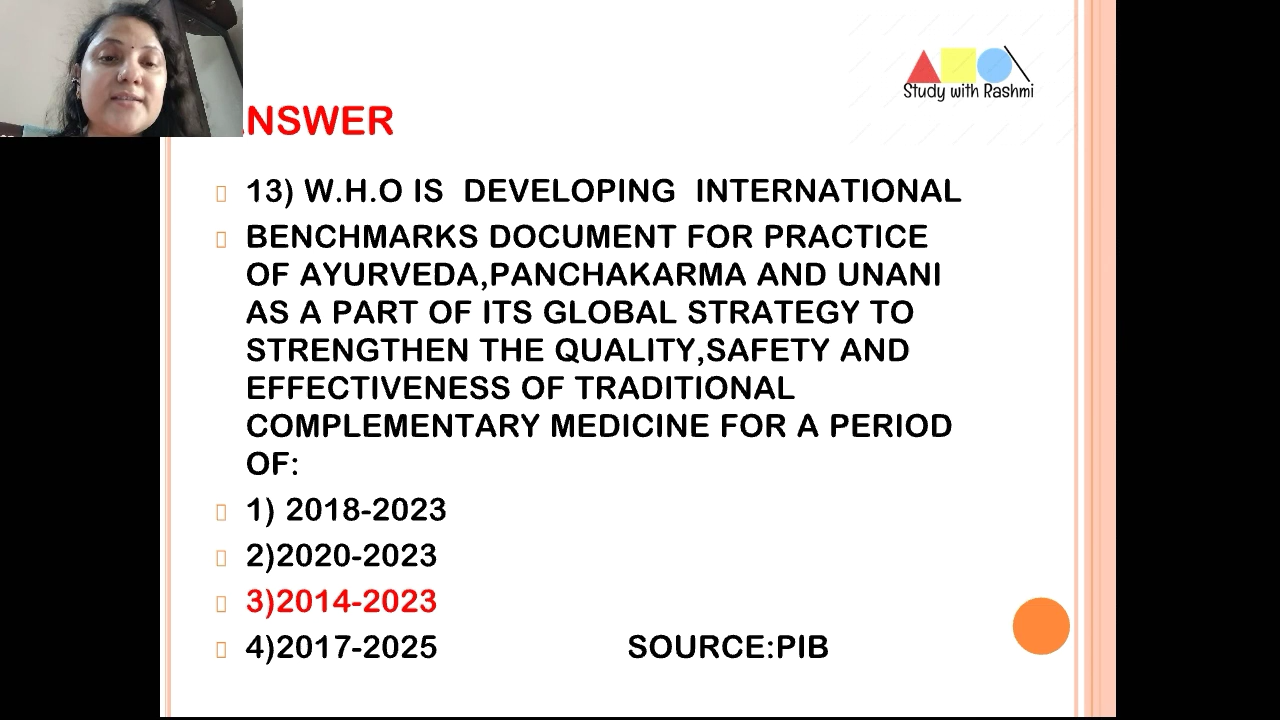 Study with Rashmi
NSWER
13) W.H.O IS DEVELOPING INTERNATIONAL
BENCHMARKS DOCUMENT FOR PRACTICE
OF AYURVEDA,PANCHAKARMA AND UNANI
AS A PART OF ITS GLOBAL STRATEGY TO
STRENGTHEN THE QUALITY,SAFETY AND
EFFECTIVENESS OF TRADITIONAL
COMPLEMENTARY MEDICINE FOR A PERIOD
OF:
1) 2018-2023
2)2020-2023
3)2014-2023
4)2017-2025 SOURCE:PIB